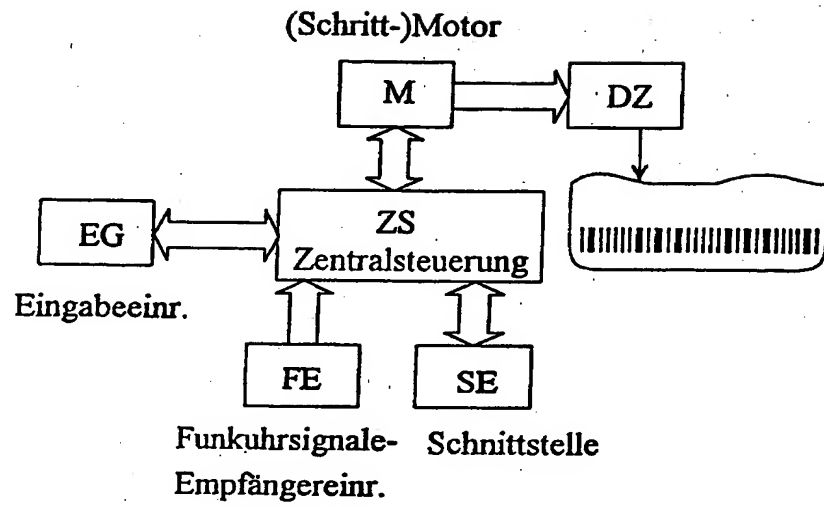 (Schritt-)Motor
M
DZ
EG
ZS
Zentralsteuerung
Eingabeeinr.
FE
SE
Funkuhrsignale-
Empfängereinr.
Schnittstelle